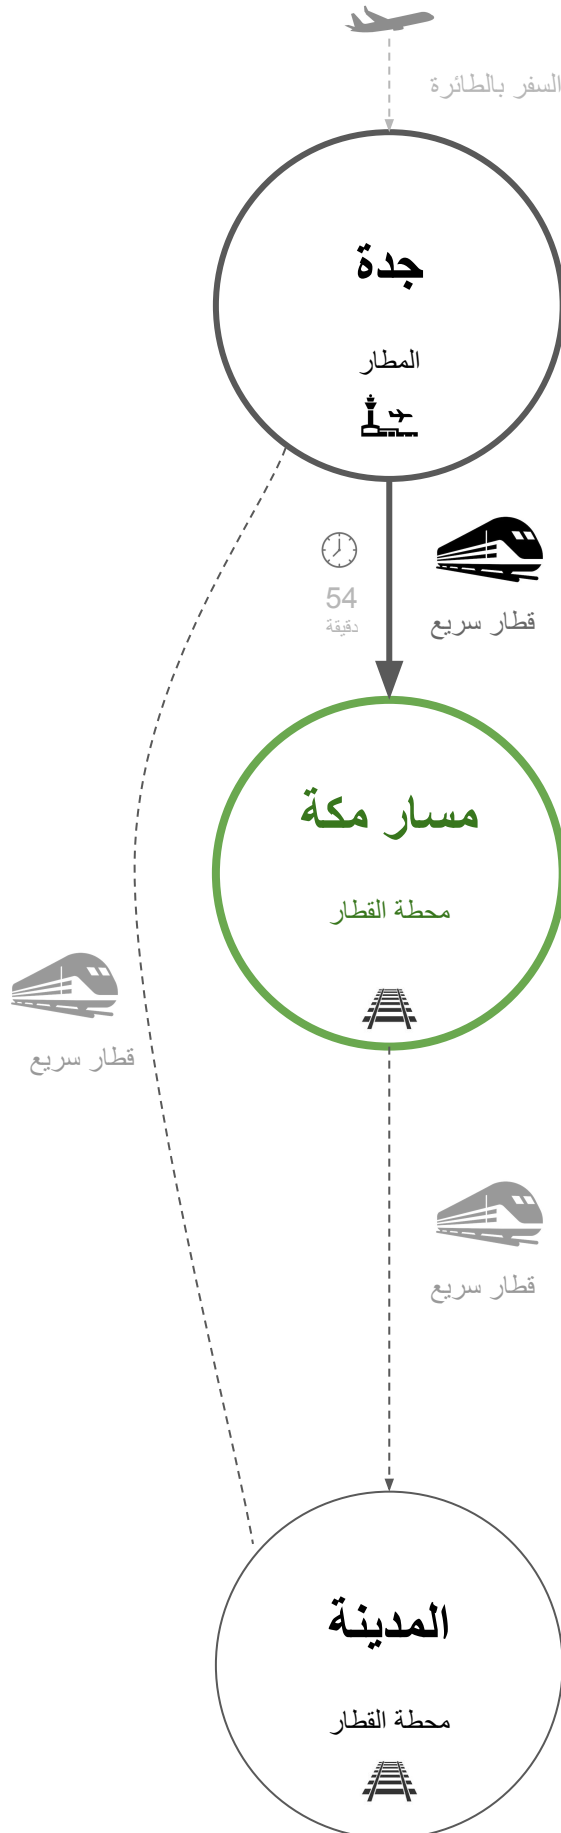 السفر بالطائرة
جدة
المطار
قطار سريع
54
دقيقة
مسار مكة
محطة القطار
قطار سريع
قطار سريع
المدينة
محطة القطار